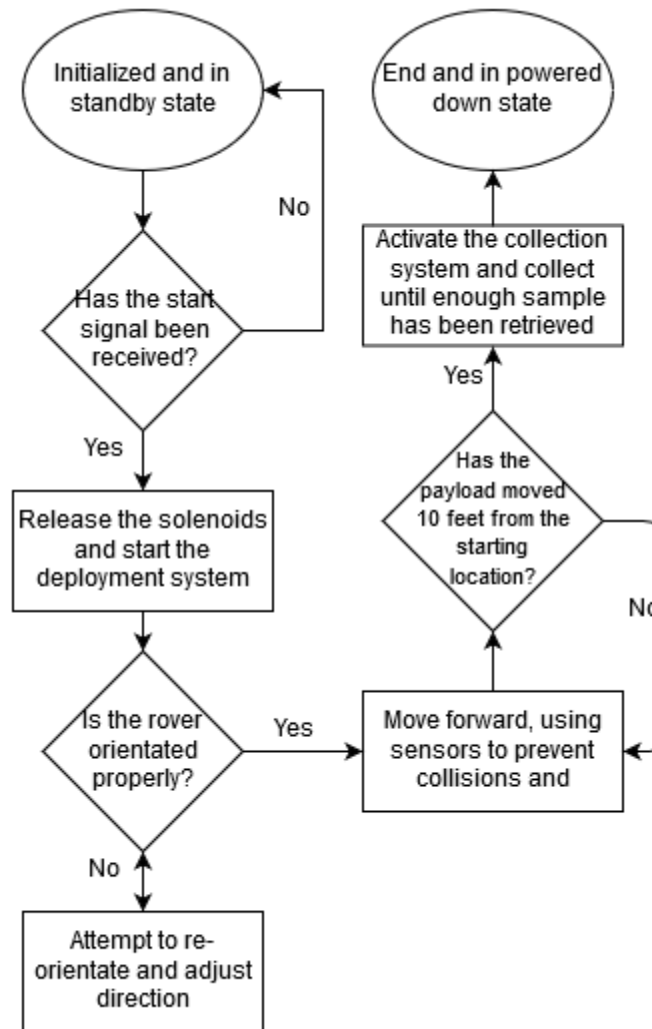 Initialized and in
standby state
No
Has the start
signal been
received?
Yes
Release the solenoids
and start the
deployment system
Is the rover
orientated
properly?
Yes
No
Attempt to re-
orientate and adjust
direction
End and in powered
down state
Activate the collection
system and collect
until enough sample
has been retrieved
Yes
Has the
payload moved
10 feet from the
starting
location?
No
Move forward, using
sensors to prevent
collisions and